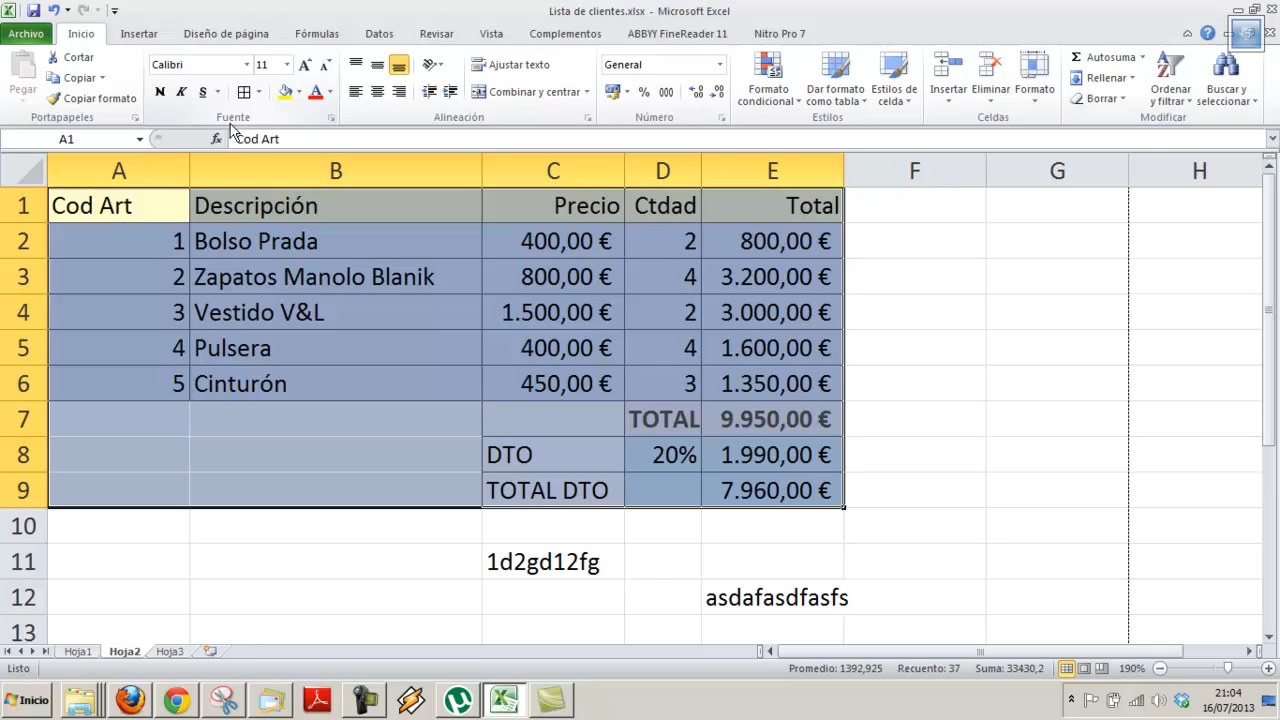 Lista de clientes.xlsx - Microsoft Excel
Archivo Inicio Insertar Diseño de página Fórmulas Datos Revisar Vista Complementos ABBYY FineReader 11 Nitro Pro 7
Pegar
Cortar
Copiar
Copiar formato
Portapapeles
Calibri 11
N K S A
Fuente
Ajustar texto
Combinar y centrar
Alineación
General
% 000
Número
Formato condicional
Dar formato como tabla
Estilos de celda
Estilos
Insertar Eliminar Formato
Celdas
Σ Autosuma
Rellenar
Borrar
Ordenar y filtrar
Buscar y seleccionar
Modificar
A1 fx Cod Art
A B C D E F G H
1 Cod Art Descripción Precio Ctdad Total
2 1 Bolso Prada 400,00 € 2 800,00 €
3 2 Zapatos Manolo Blanik 800,00 € 4 3.200,00 €
4 3 Vestido V&L 1.500,00 € 2 3.000,00 €
5 4 Pulsera 400,00 € 4 1.600,00 €
6 5 Cinturón 450,00 € 3 1.350,00 €
7 TOTAL 9.950,00 €
8 DTO 20% 1.990,00 €
9 TOTAL DTO 7.960,00 €
10
11 1d2gd12fg
12 asdafasdfasfs
13
Hoja1 Hoja2 Hoja3
Listo Promedio: 1392,925 Recuento: 37 Suma: 33430,2 190%
Inicio 21:04
16/07/2013